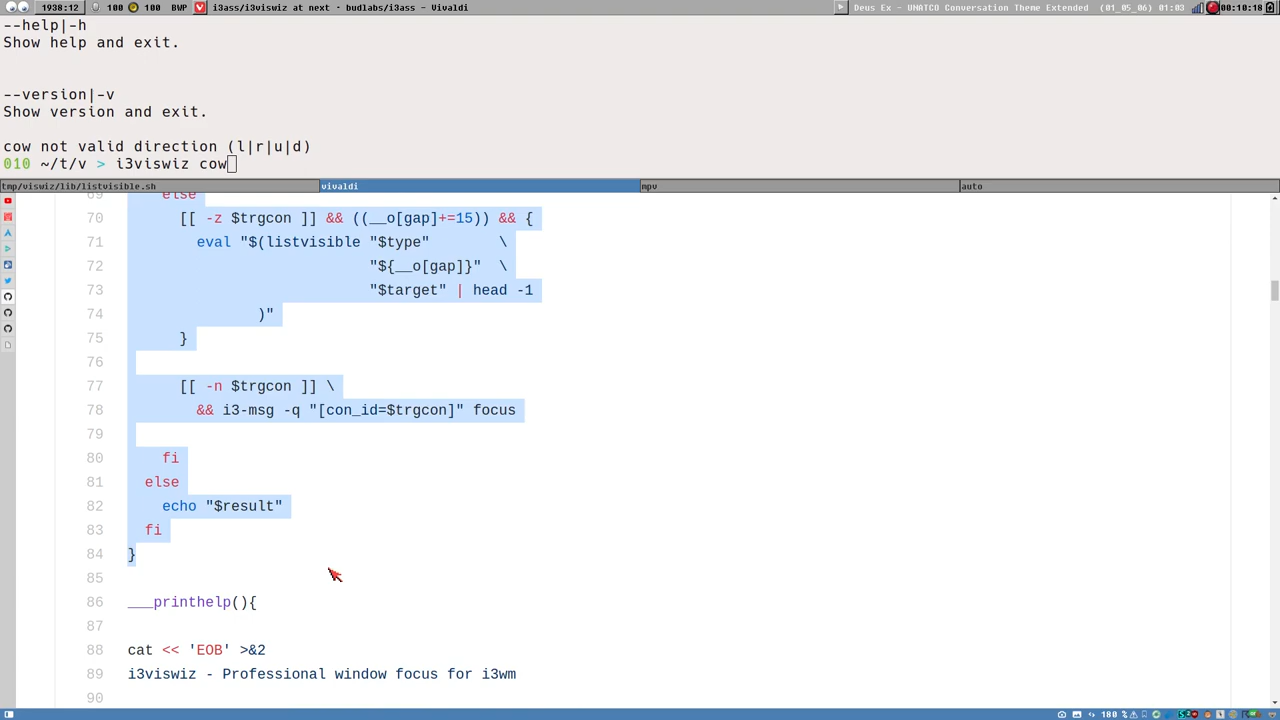 1938:12 100 100 BWP i3ass/i3viswiz at next · budlabs/i3ass - Vivaldi Deus Ex - UNATCO Conversation Theme Extended (01_05_06) 01:03 00:10:18
--help|-h
Show help and exit.
--version|-v
Show version and exit.
cow not valid direction (l|r|u|d)
010 ~/t/v > i3viswiz cow
tmp/viswiz/lib/listvisible.sh vivaldi mpv auto
69 else
70 [[ -z $trgcon ]] && ((__o[gap]+=15)) && {
71 eval "$(listvisible "$type" \
72 "${__o[gap]}" \
73 "$target" | head -1
74 )"
75 }
76
77 [[ -n $trgcon ]] \
78 && i3-msg -q "[con_id=$trgcon]" focus
79
80 fi
81 else
82 echo "$result"
83 fi
84 }
85
86 ___printhelp(){
87
88 cat << 'EOB' >&2
89 i3viswiz - Professional window focus for i3wm
90
180 %